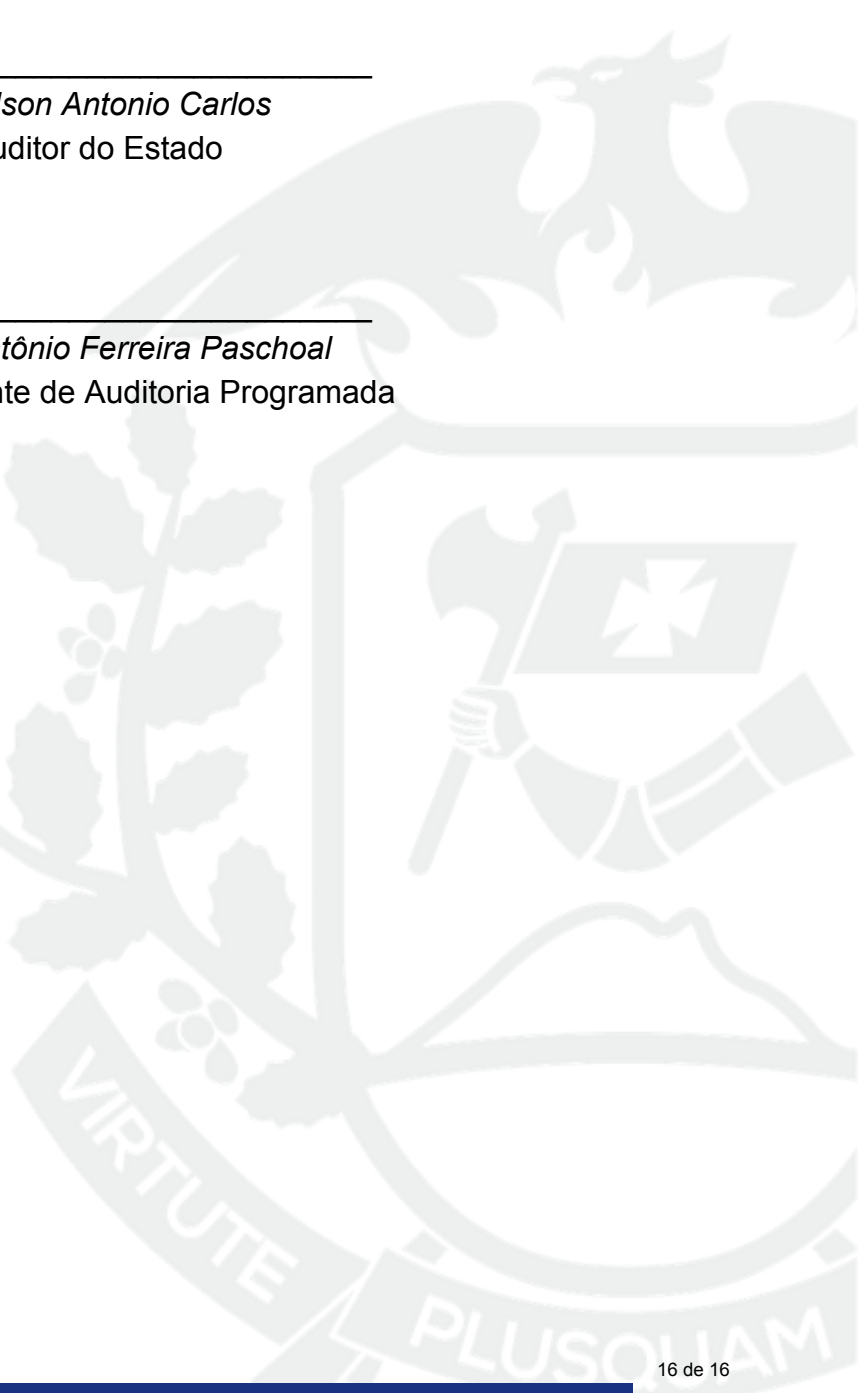 lson Antonio Carlos
uditor do Estado
tônio Ferreira Paschoal
nte de Auditoria Programada
VIRTUTE
PLUSQUAM
16 de 16